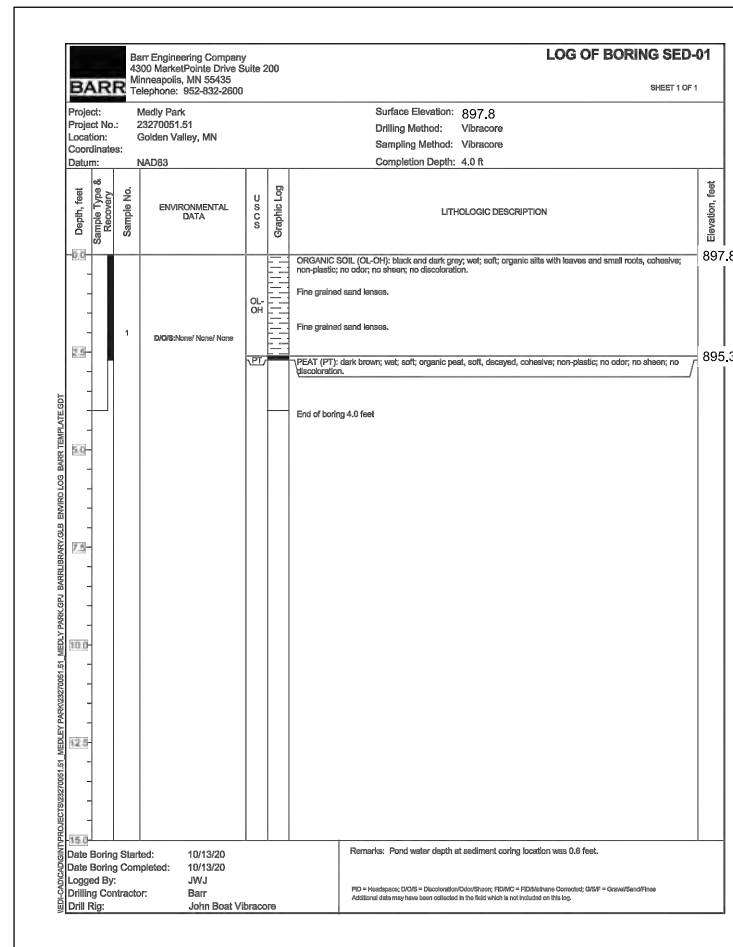 BARR
Barr Engineering Company
4300 MarketPointe Drive Suite 200
Minneapolis, MN 55435
Telephone: 952-832-2600
LOG OF BORING SED-01
SHEET 1 OF 1
Project: Medly Park
Project No.: 23270051.51
Location: Golden Valley, MN
Coordinates:
Datum: NAD83
Surface Elevation: 897.8
Drilling Method: Vibracore
Sampling Method: Vibracore
Completion Depth: 4.0 ft
Depth, feet
Sample Type & Recovery
Sample No.
ENVIRONMENTAL
DATA
USCS
Graphic Log
LITHOLOGIC DESCRIPTION
Elevation, feet
0.0
897.8
ORGANIC SOIL (OL-OH): black and dark grey; wet; soft; organic silts with leaves and small roots, cohesive;
non-plastic; no odor; no sheen; no discoloration.
Fine grained sand lenses.
OL-
OH
Fine grained sand lenses.
1
D/O/S:None/ None/ None
2.5
895.3
PT
PEAT (PT): dark brown; wet; soft; organic peat, soft, decayed, cohesive; non-plastic; no odor; no sheen; no
discoloration.
End of boring 4.0 feet
5.0
7.5
10.0
12.5
15.0
Date Boring Started: 10/13/20
Date Boring Completed: 10/13/20
Logged By: JWJ
Drilling Contractor: Barr
Drill Rig: John Boat Vibracore
Remarks: Pond water depth at sediment coring location was 0.6 feet.
PID = Headspace; D/O/S = Discoloration/Odor/Sheen; FID/MC = FID/Methane Corrected; G/S/F = Gravel/Sand/Fines
Additional data may have been collected in the field which is not included on this log.